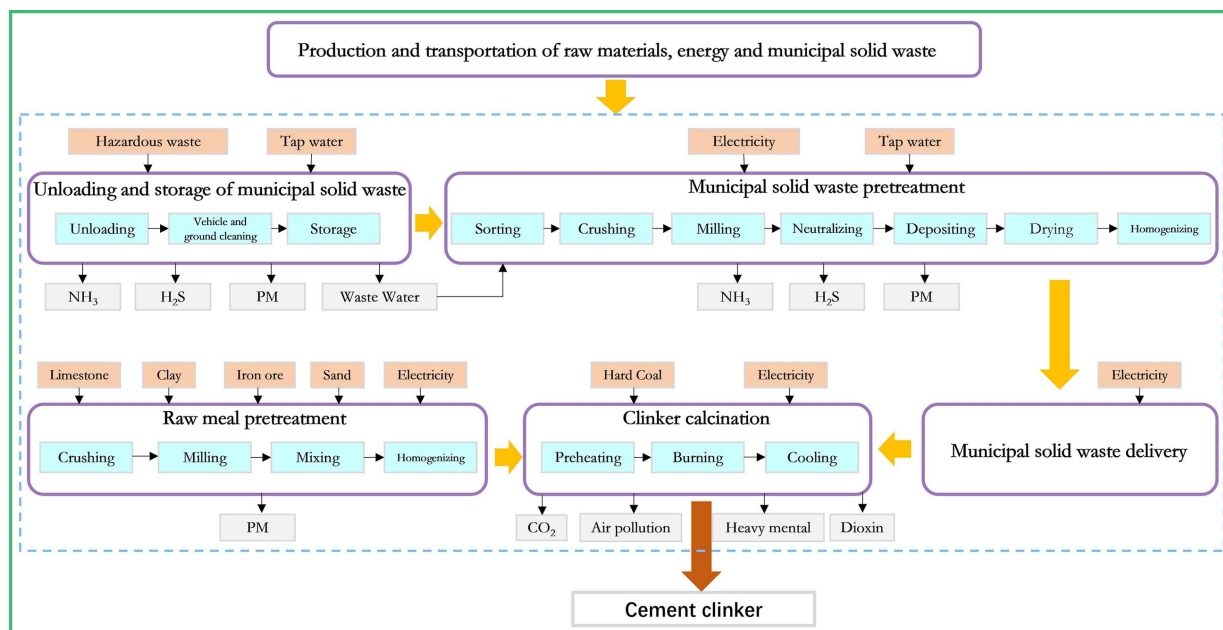 Production and transportation of raw materials, energy and municipal solid waste
Hazardous waste
Tap water
Unloading and storage of municipal solid waste
Unloading
Vehicle and
ground cleaning
Storage
NH₃
H₂S
PM
Waste Water
Electricity
Tap water
Municipal solid waste pretreatment
Sorting
Crushing
Milling
Neutralizing
Depositing
Drying
Homogenizing
NH₃
H₂S
PM
Limestone
Clay
Iron ore
Sand
Electricity
Raw meal pretreatment
Crushing
Milling
Mixing
Homogenizing
PM
Hard Coal
Electricity
Clinker calcination
Preheating
Burning
Cooling
CO₂
Air pollution
Heavy mental
Dioxin
Electricity
Municipal solid waste delivery
Cement clinker